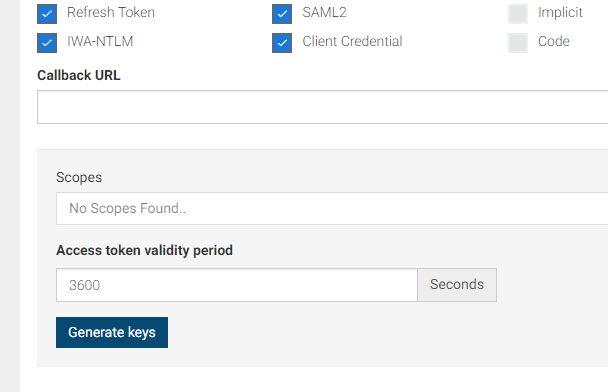 Refresh Token SAML2 Implicit
IWA-NTLM Client Credential Code
Callback URL
Scopes
No Scopes Found..
Access token validity period
3600 Seconds
Generate keys